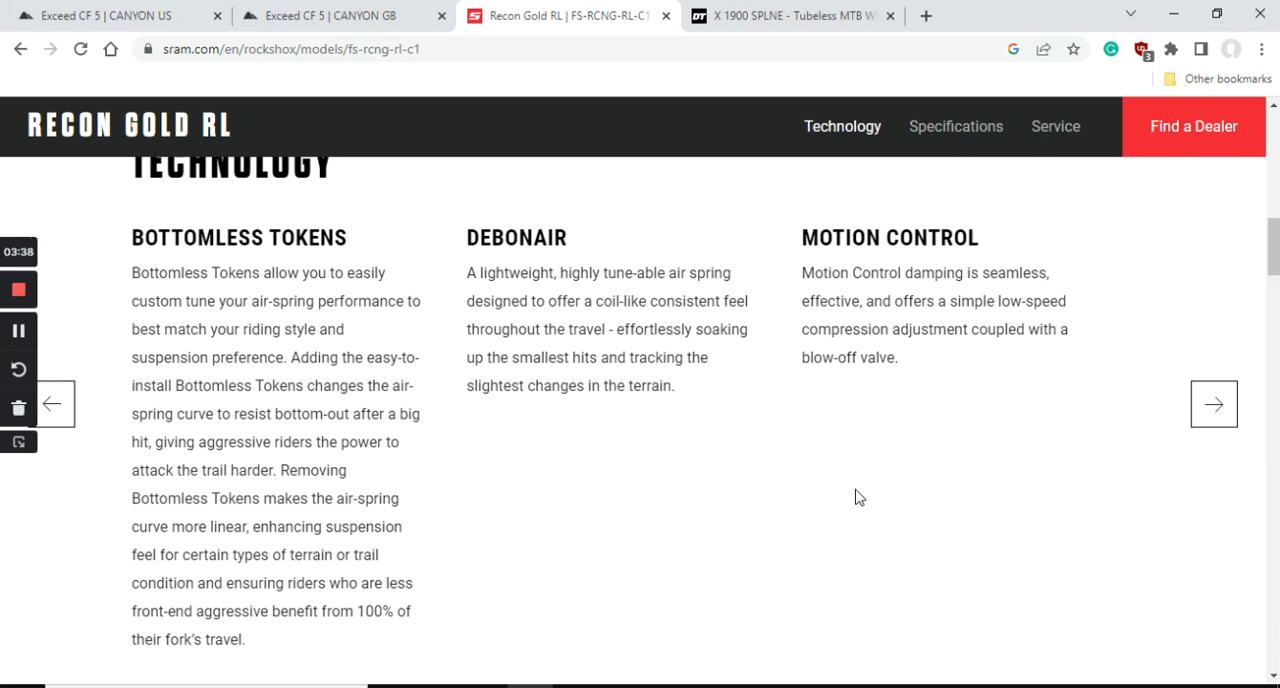 Exceed CF 5 | CANYON US
Exceed CF 5 | CANYON GB
Recon Gold RL | FS-RCNG-RL-C1
X 1900 SPLNE - Tubeless MTB W
sram.com/en/rockshox/models/fs-rcng-rl-c1
3
Other bookmarks
RECON GOLD RL
Technology
Specifications
Service
Find a Dealer
TECHNOLOGY
03:38
BOTTOMLESS TOKENS
Bottomless Tokens allow you to easily
custom tune your air-spring performance to
best match your riding style and
suspension preference. Adding the easy-to-
install Bottomless Tokens changes the air-
spring curve to resist bottom-out after a big
hit, giving aggressive riders the power to
attack the trail harder. Removing
Bottomless Tokens makes the air-spring
curve more linear, enhancing suspension
feel for certain types of terrain or trail
condition and ensuring riders who are less
front-end aggressive benefit from 100% of
their fork's travel.
DEBONAIR
A lightweight, highly tune-able air spring
designed to offer a coil-like consistent feel
throughout the travel - effortlessly soaking
up the smallest hits and tracking the
slightest changes in the terrain.
MOTION CONTROL
Motion Control damping is seamless,
effective, and offers a simple low-speed
compression adjustment coupled with a
blow-off valve.